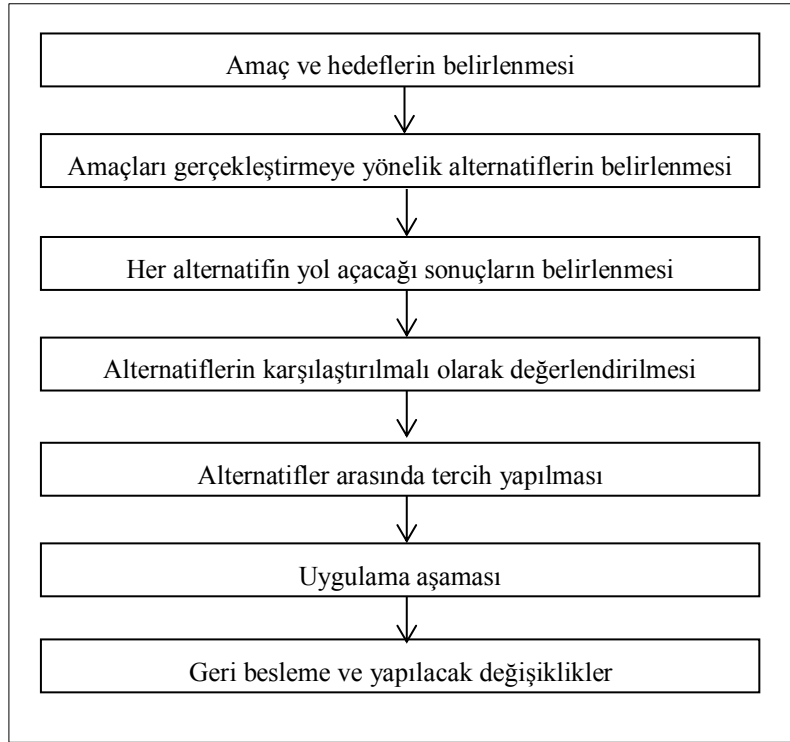 Amaç ve hedeflerin belirlenmesi
Amaçları gerçekleştirmeye yönelik alternatiflerin belirlenmesi
Her alternatifin yol açacağı sonuçların belirlenmesi
Alternatiflerin karşılaştırılmalı olarak değerlendirilmesi
Alternatifler arasında tercih yapılması
Uygulama aşaması
Geri besleme ve yapılacak değişiklikler